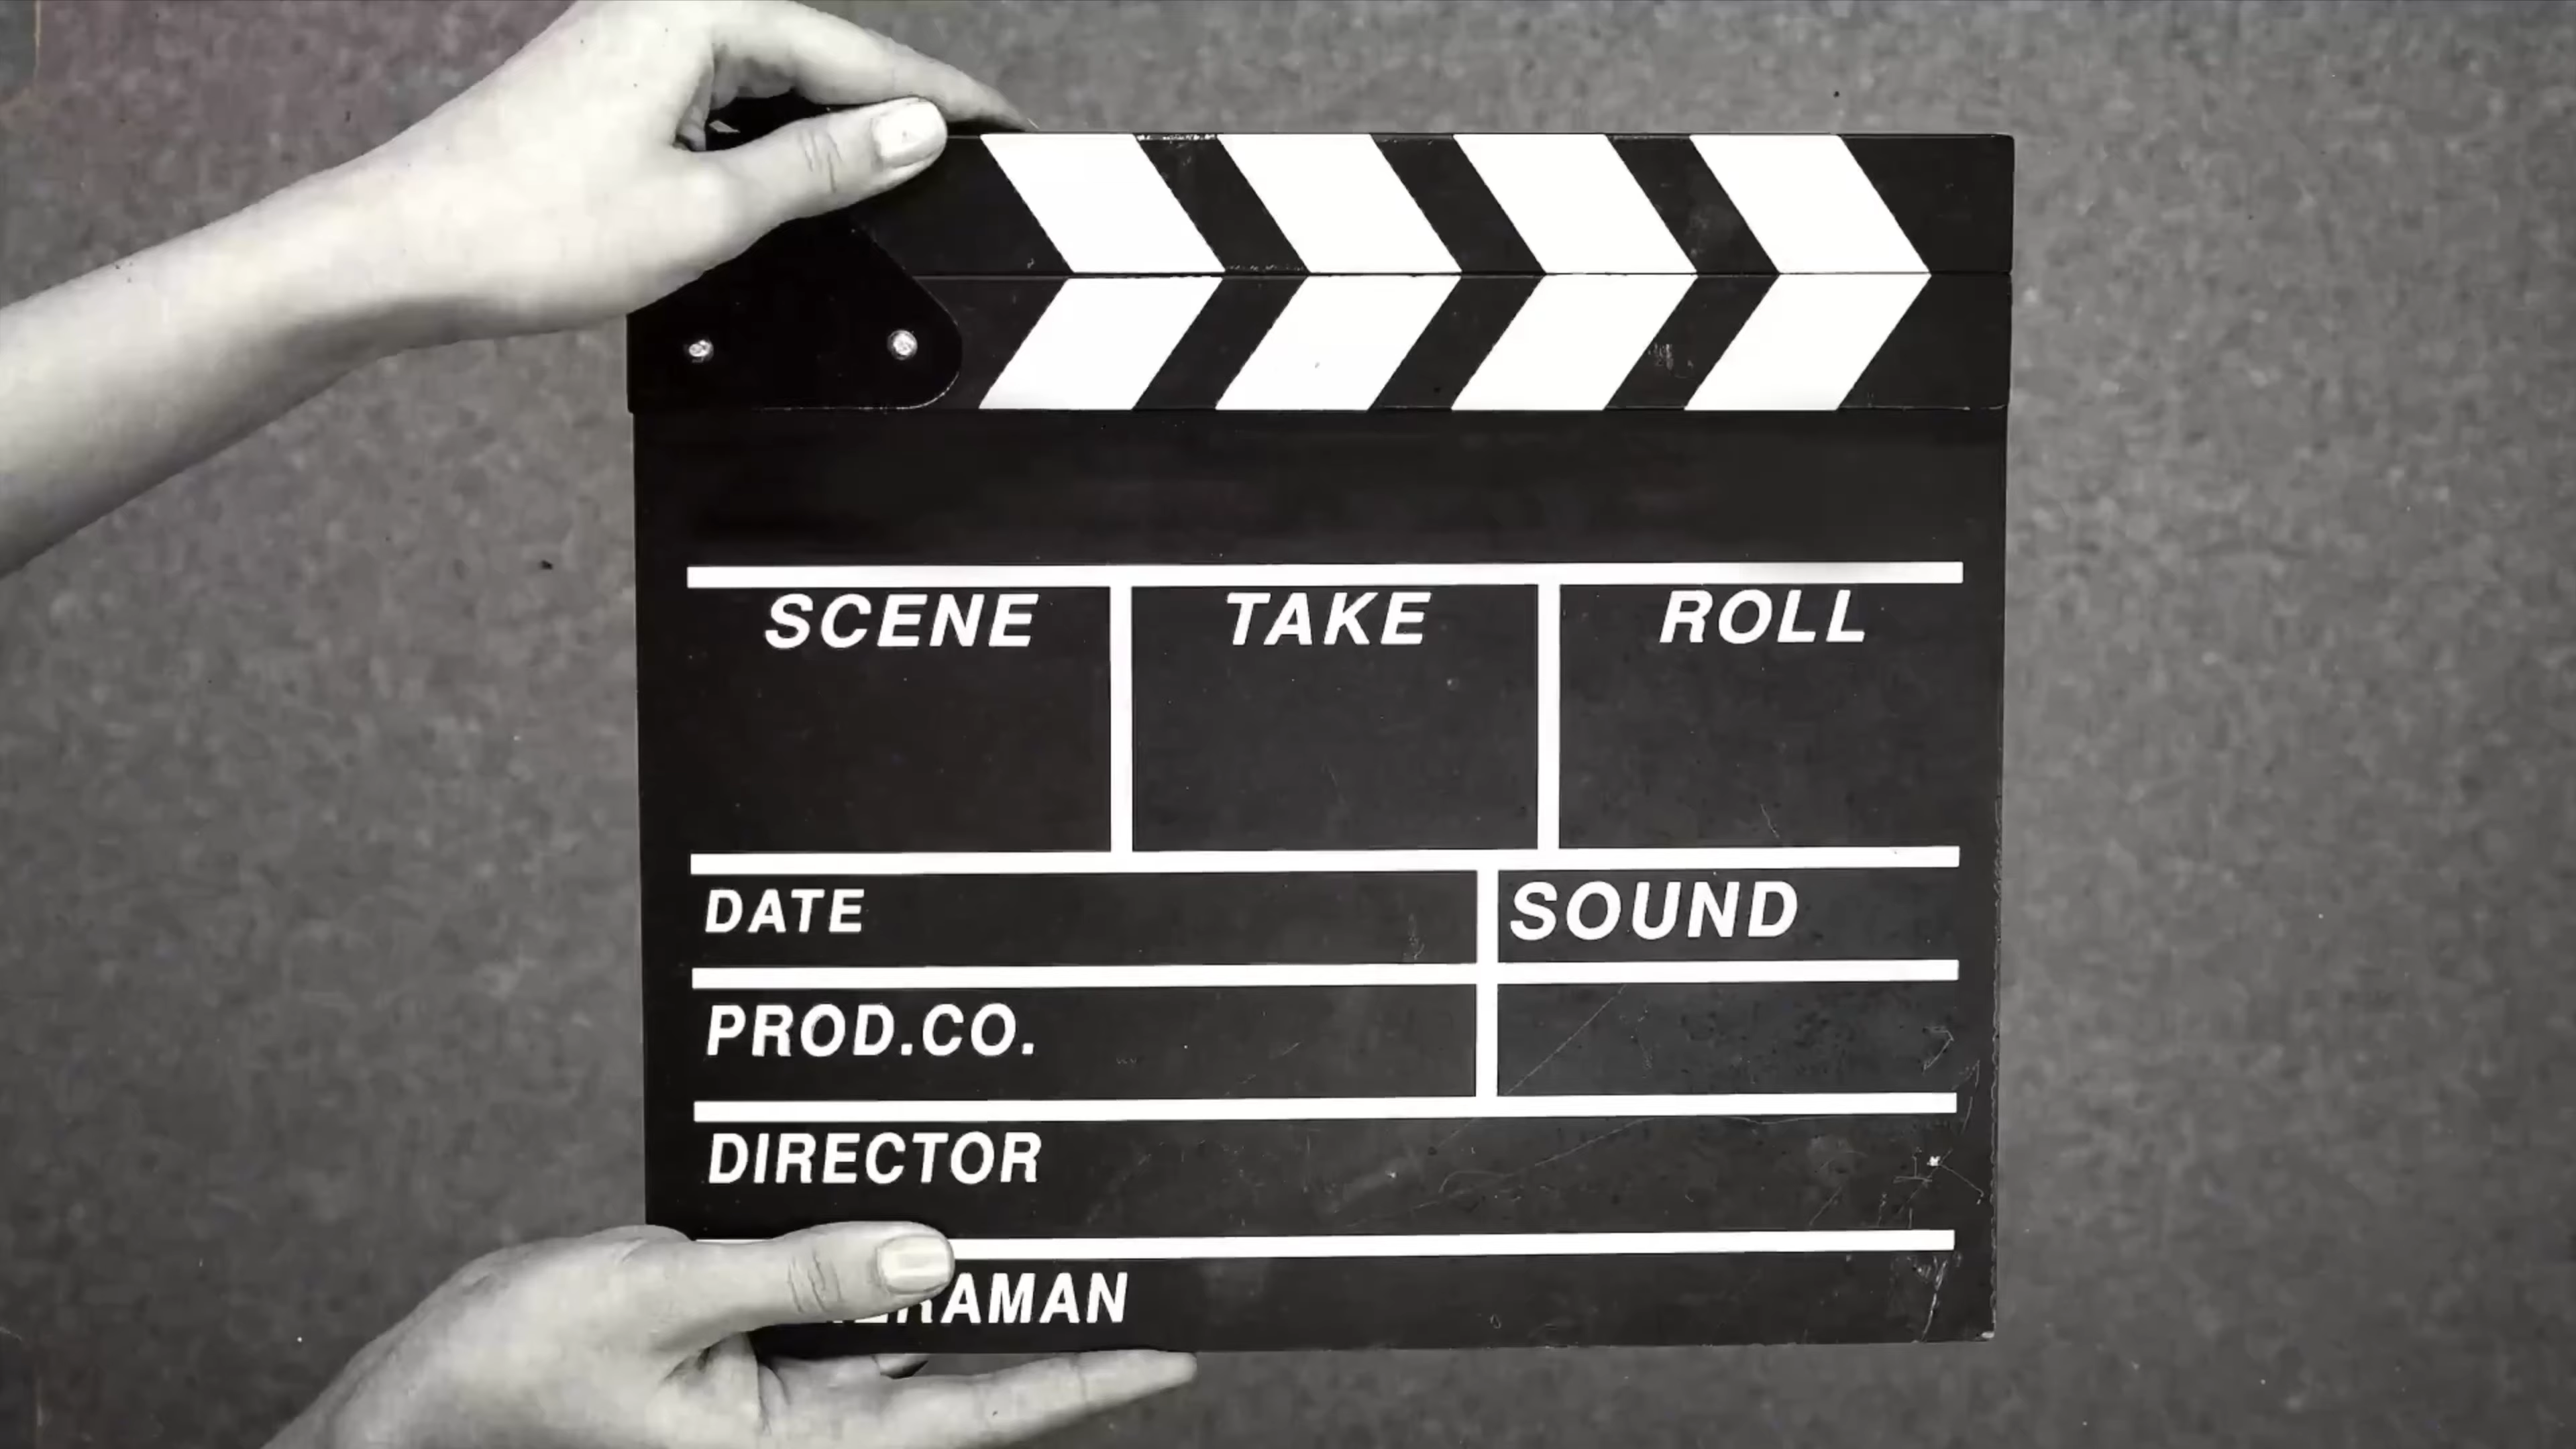 SCENE TAKE ROLL
DATE SOUND
PROD.CO.
DIRECTOR